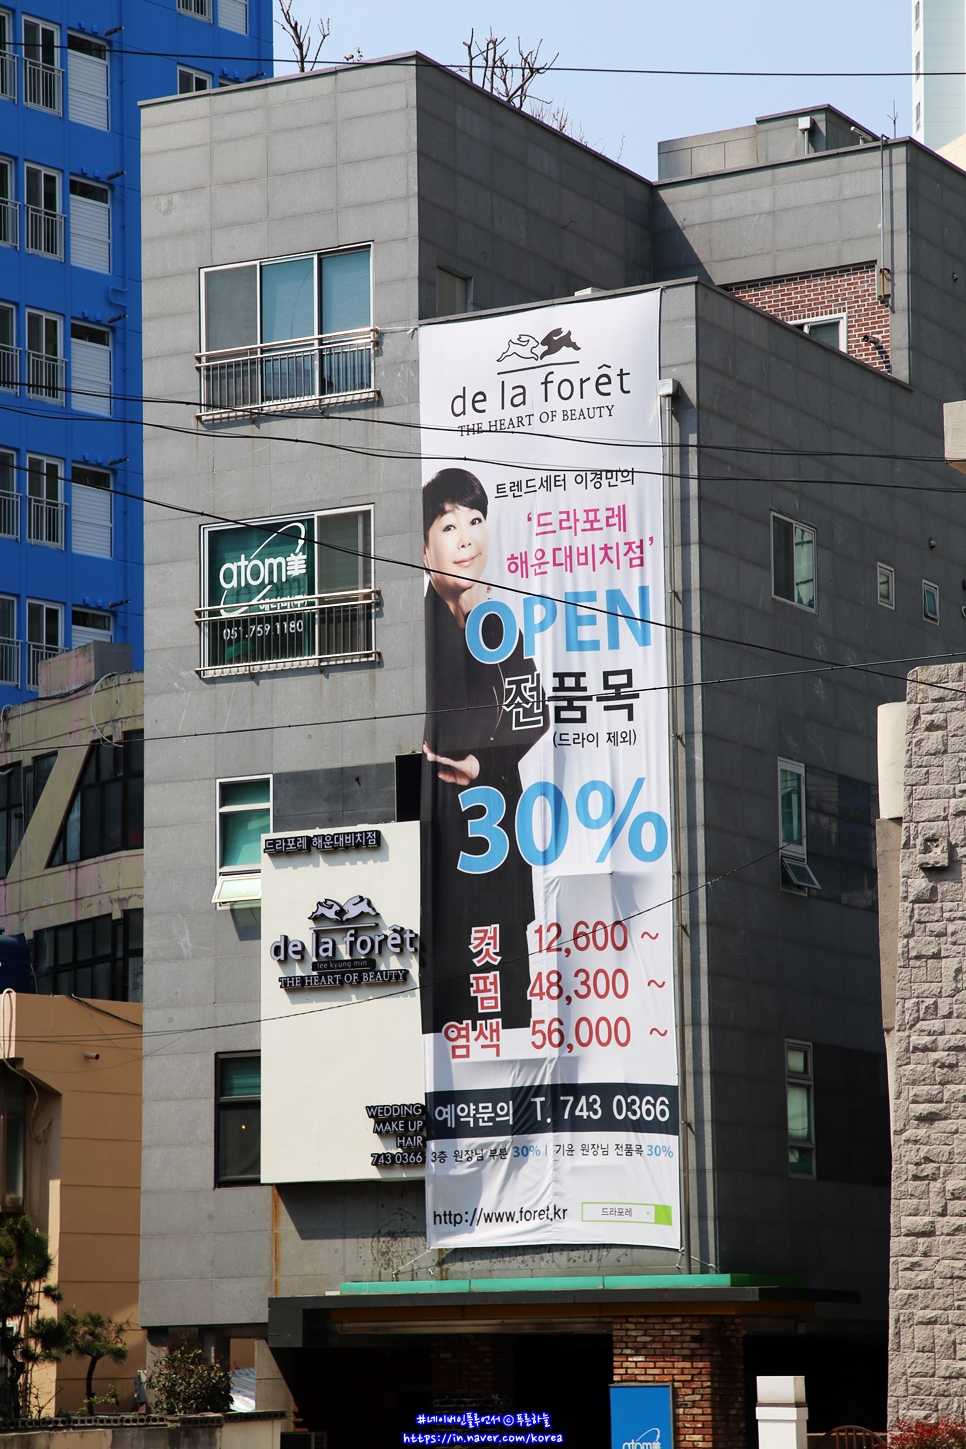 de la forêt
THE HEART OF BEAUTY
트렌드세터 이경민의
'드라포레
해운대비치점'
OPEN
전품목
(드라이 제외)
30%
컷 12,600 ~
펌 48,300 ~
염색 56,000 ~
예약문의 T. 743 0366
3층 원장님 부분 30% | 기윤 원장님 전품목 30%
http://www.foret.kr
드라포레
atom美
애터미(주)
051.759.1180
드라포레 해운대비치점
de la forêt
lee kyung min
THE HEART OF BEAUTY
WEDDING
MAKE UP
HAIR
743 0366
atom美
#네이버인플루언서 ⓒ 푸른하늘
https://in.naver.com/korea